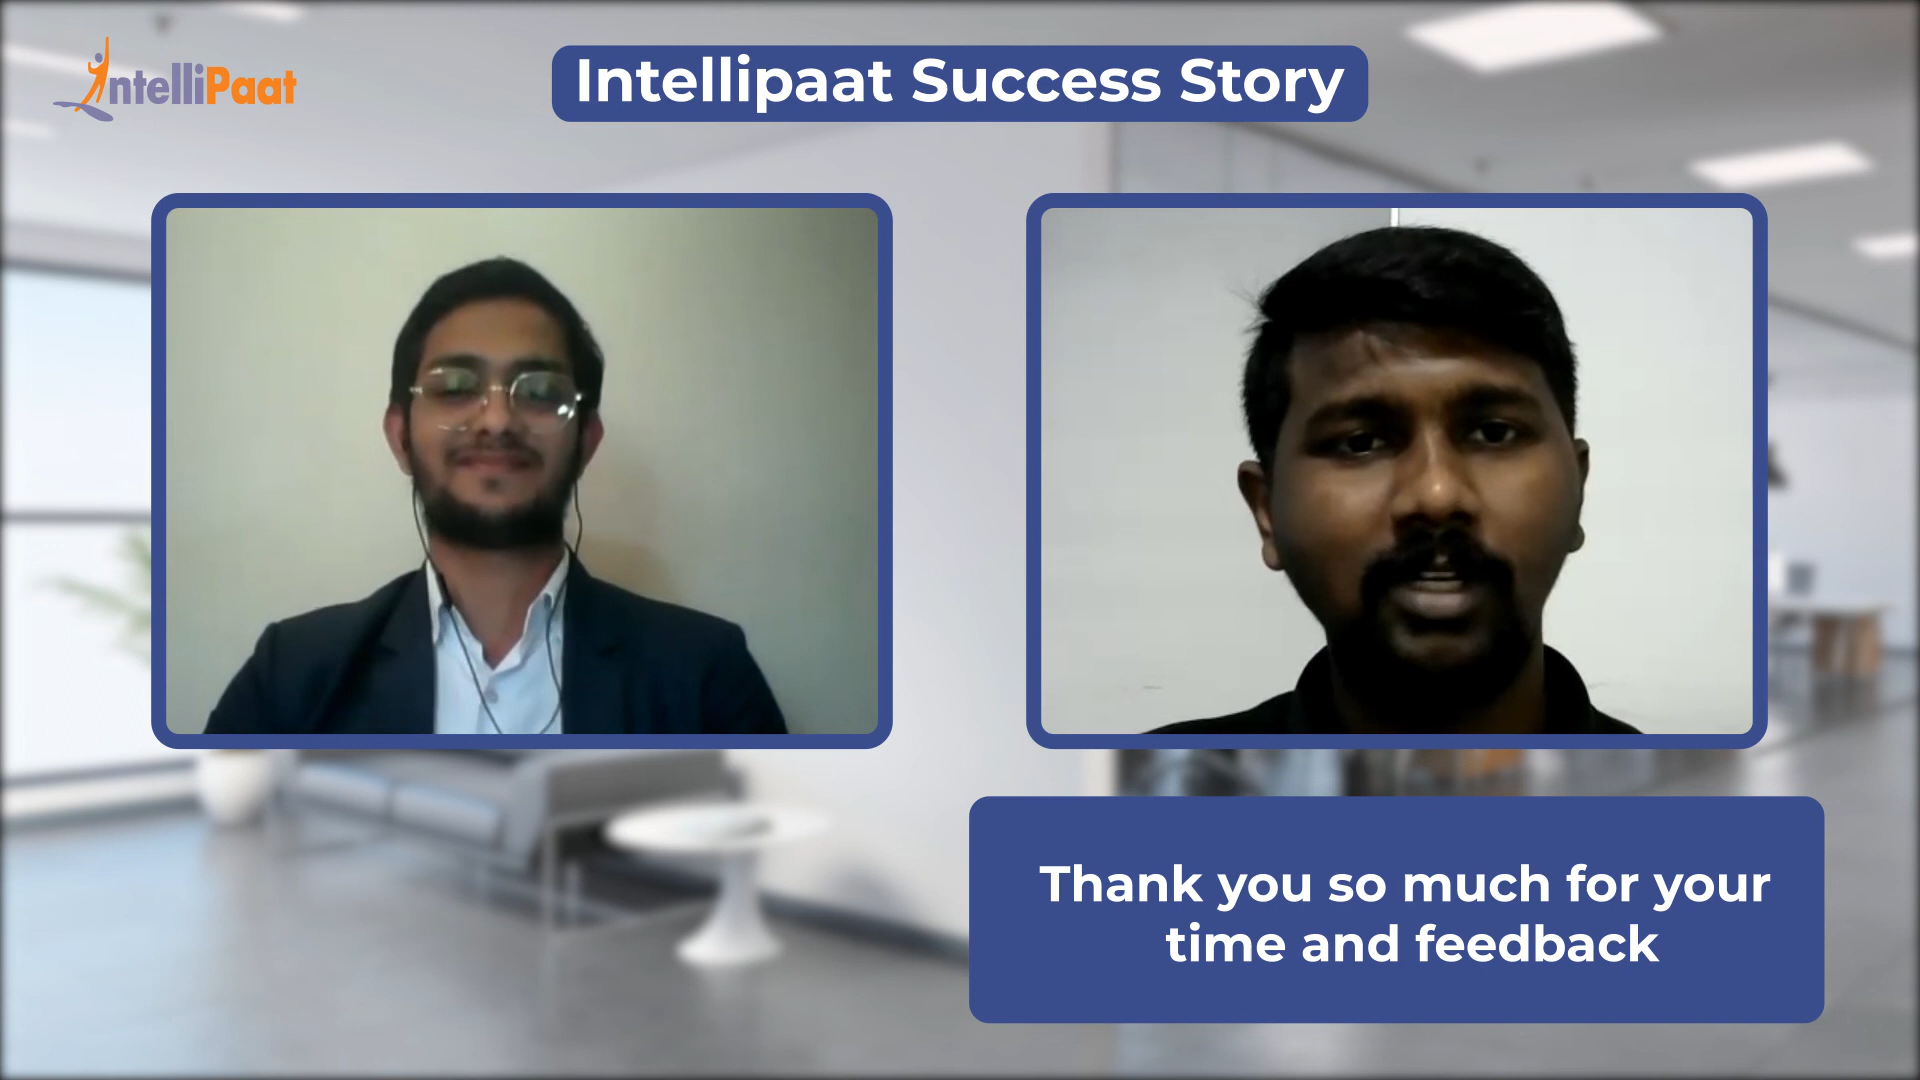 IntelliPaat
Intellipaat Success Story
Thank you so much for your
time and feedback